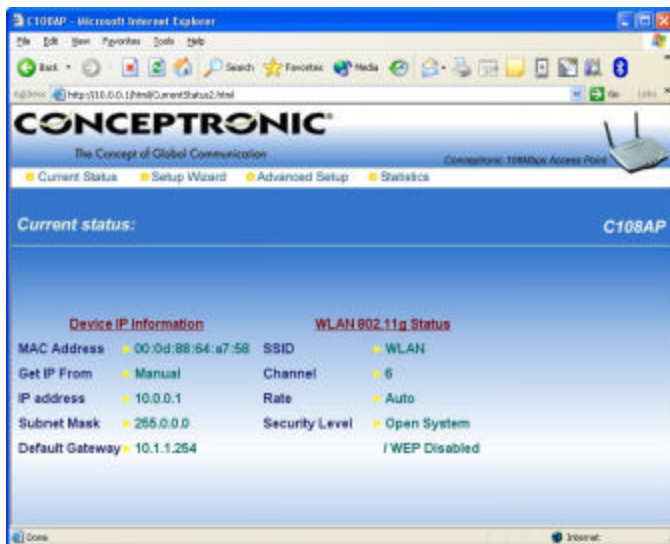 C108AP - Microsoft Internet Explorer
File Edit View Favorites Tools Help
Back Search Favorites Media
Address http://10.0.0.1/html/CurrentStatus2.html Go Links
CONCEPTRONIC
The Concept of Global Communication
Conceptronic 108Mbps Access Point
Current Status Setup Wizard Advanced Setup Statistics
Current status: C108AP
Device IP Information WLAN 802.11g Status
MAC Address 00:0d:88:64:a7:58 SSID WLAN
Get IP From Manual Channel 6
IP address 10.0.0.1 Rate Auto
Subnet Mask 255.0.0.0 Security Level Open System
Default Gateway 10.1.1.254 / WEP Disabled
Done Internet